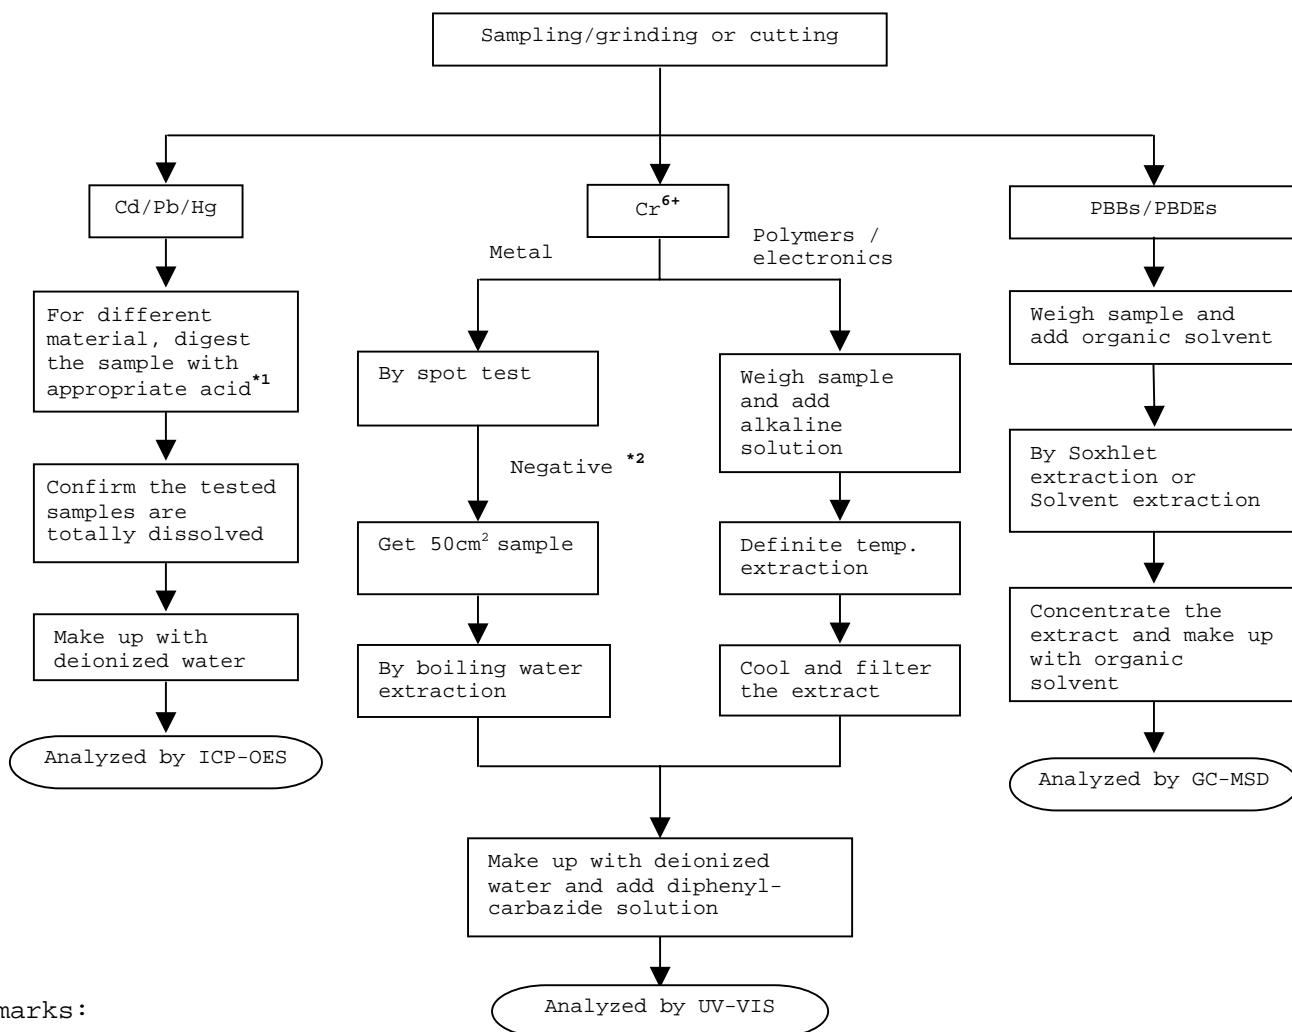 Sampling/grinding or cutting
Cd/Pb/Hg
For different
material, digest
the sample with
appropriate acid*1
Confirm the tested
samples are
totally dissolved
Make up with
deionized water
Analyzed by ICP-OES
Cr6+
Metal
By spot test
Negative *2
Get 50cm2 sample
By boiling water
extraction
Polymers /
electronics
Weigh sample
and add
alkaline
solution
Definite temp.
extraction
Cool and filter
the extract
Make up with deionized
water and add diphenyl-
carbazide solution
Analyzed by UV-VIS
PBBs/PBDEs
Weigh sample and
add organic solvent
By Soxhlet
extraction or
Solvent extraction
Concentrate the
extract and make up
with organic
solvent
Analyzed by GC-MSD
marks: